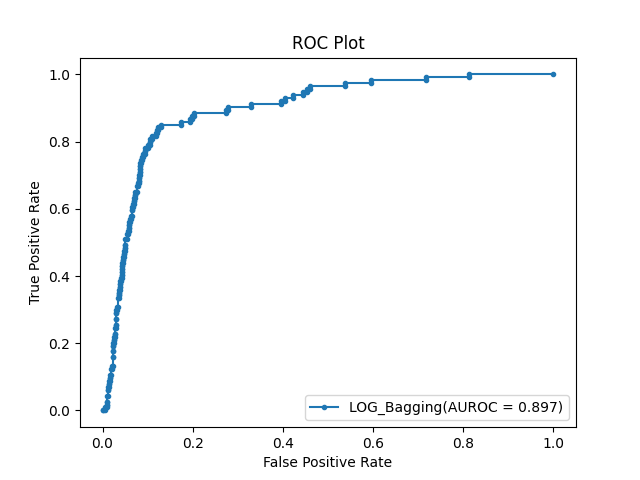 ROC Plot
1.0
0.8
0.6
0.4
0.2
0.0
True Positive Rate
LOG_Bagging(AUROC = 0.897)
0.0 0.2 0.4 0.6 0.8 1.0
False Positive Rate